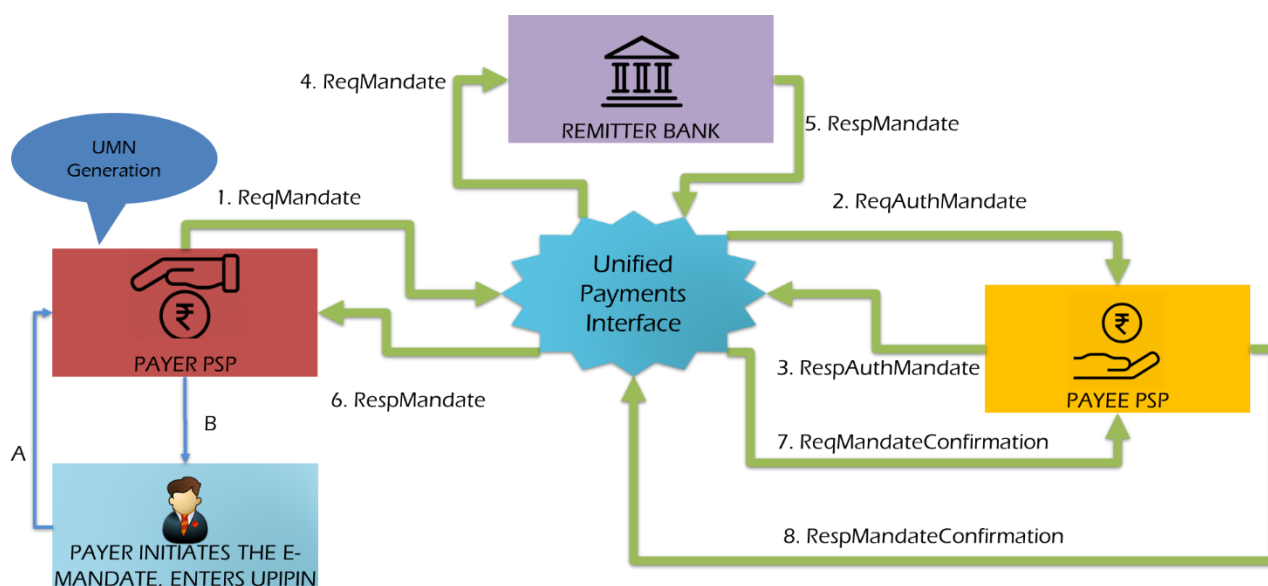 4. ReqMandate
REMITTER BANK
5. RespMandate
UMN
Generation
1. ReqMandate
2. ReqAuthMandate
Unified
Payments
Interface
₹
PAYER PSP
₹
PAYEE PSP
3. RespAuthMandate
6. RespMandate
A
B
7. ReqMandateConfirmation
8. RespMandateConfirmation
PAYER INITIATES THE E-
MANDATE, ENTERS UPIPIN